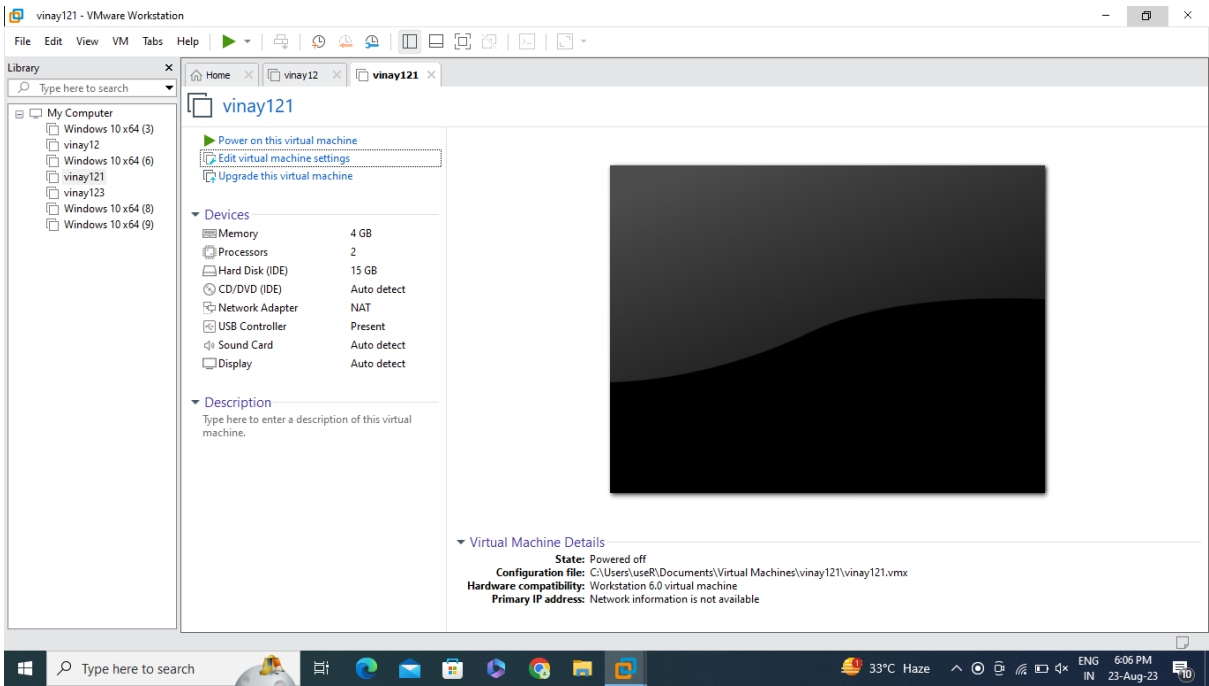 vinay121 - VMware Workstation
File Edit View VM Tabs Help
Library
Type here to search
My Computer
Windows 10 x64 (3)
vinay12
Windows 10 x64 (6)
vinay121
vinay123
Windows 10 x64 (8)
Windows 10 x64 (9)
Home vinay12 vinay121
vinay121
Power on this virtual machine
Edit virtual machine settings
Upgrade this virtual machine
Devices
Memory 4 GB
Processors 2
Hard Disk (IDE) 15 GB
CD/DVD (IDE) Auto detect
Network Adapter NAT
USB Controller Present
Sound Card Auto detect
Display Auto detect
Description
Type here to enter a description of this virtual
machine.
Virtual Machine Details
State: Powered off
Configuration file: C:\Users\useR\Documents\Virtual Machines\vinay121\vinay121.vmx
Hardware compatibility: Workstation 6.0 virtual machine
Primary IP address: Network information is not available
Type here to search
1
33°C Haze
ENG
IN
6:06 PM
23-Aug-23
10